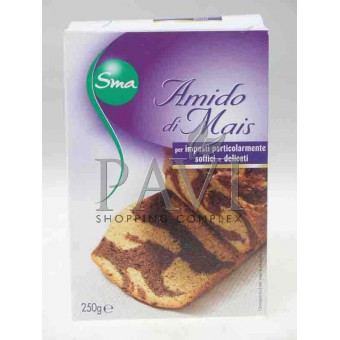 Sma
Amido
di Mais
per impasti particolarmente
soffici e delicati
PAVI
SHOPPING COMPLEX
250g e